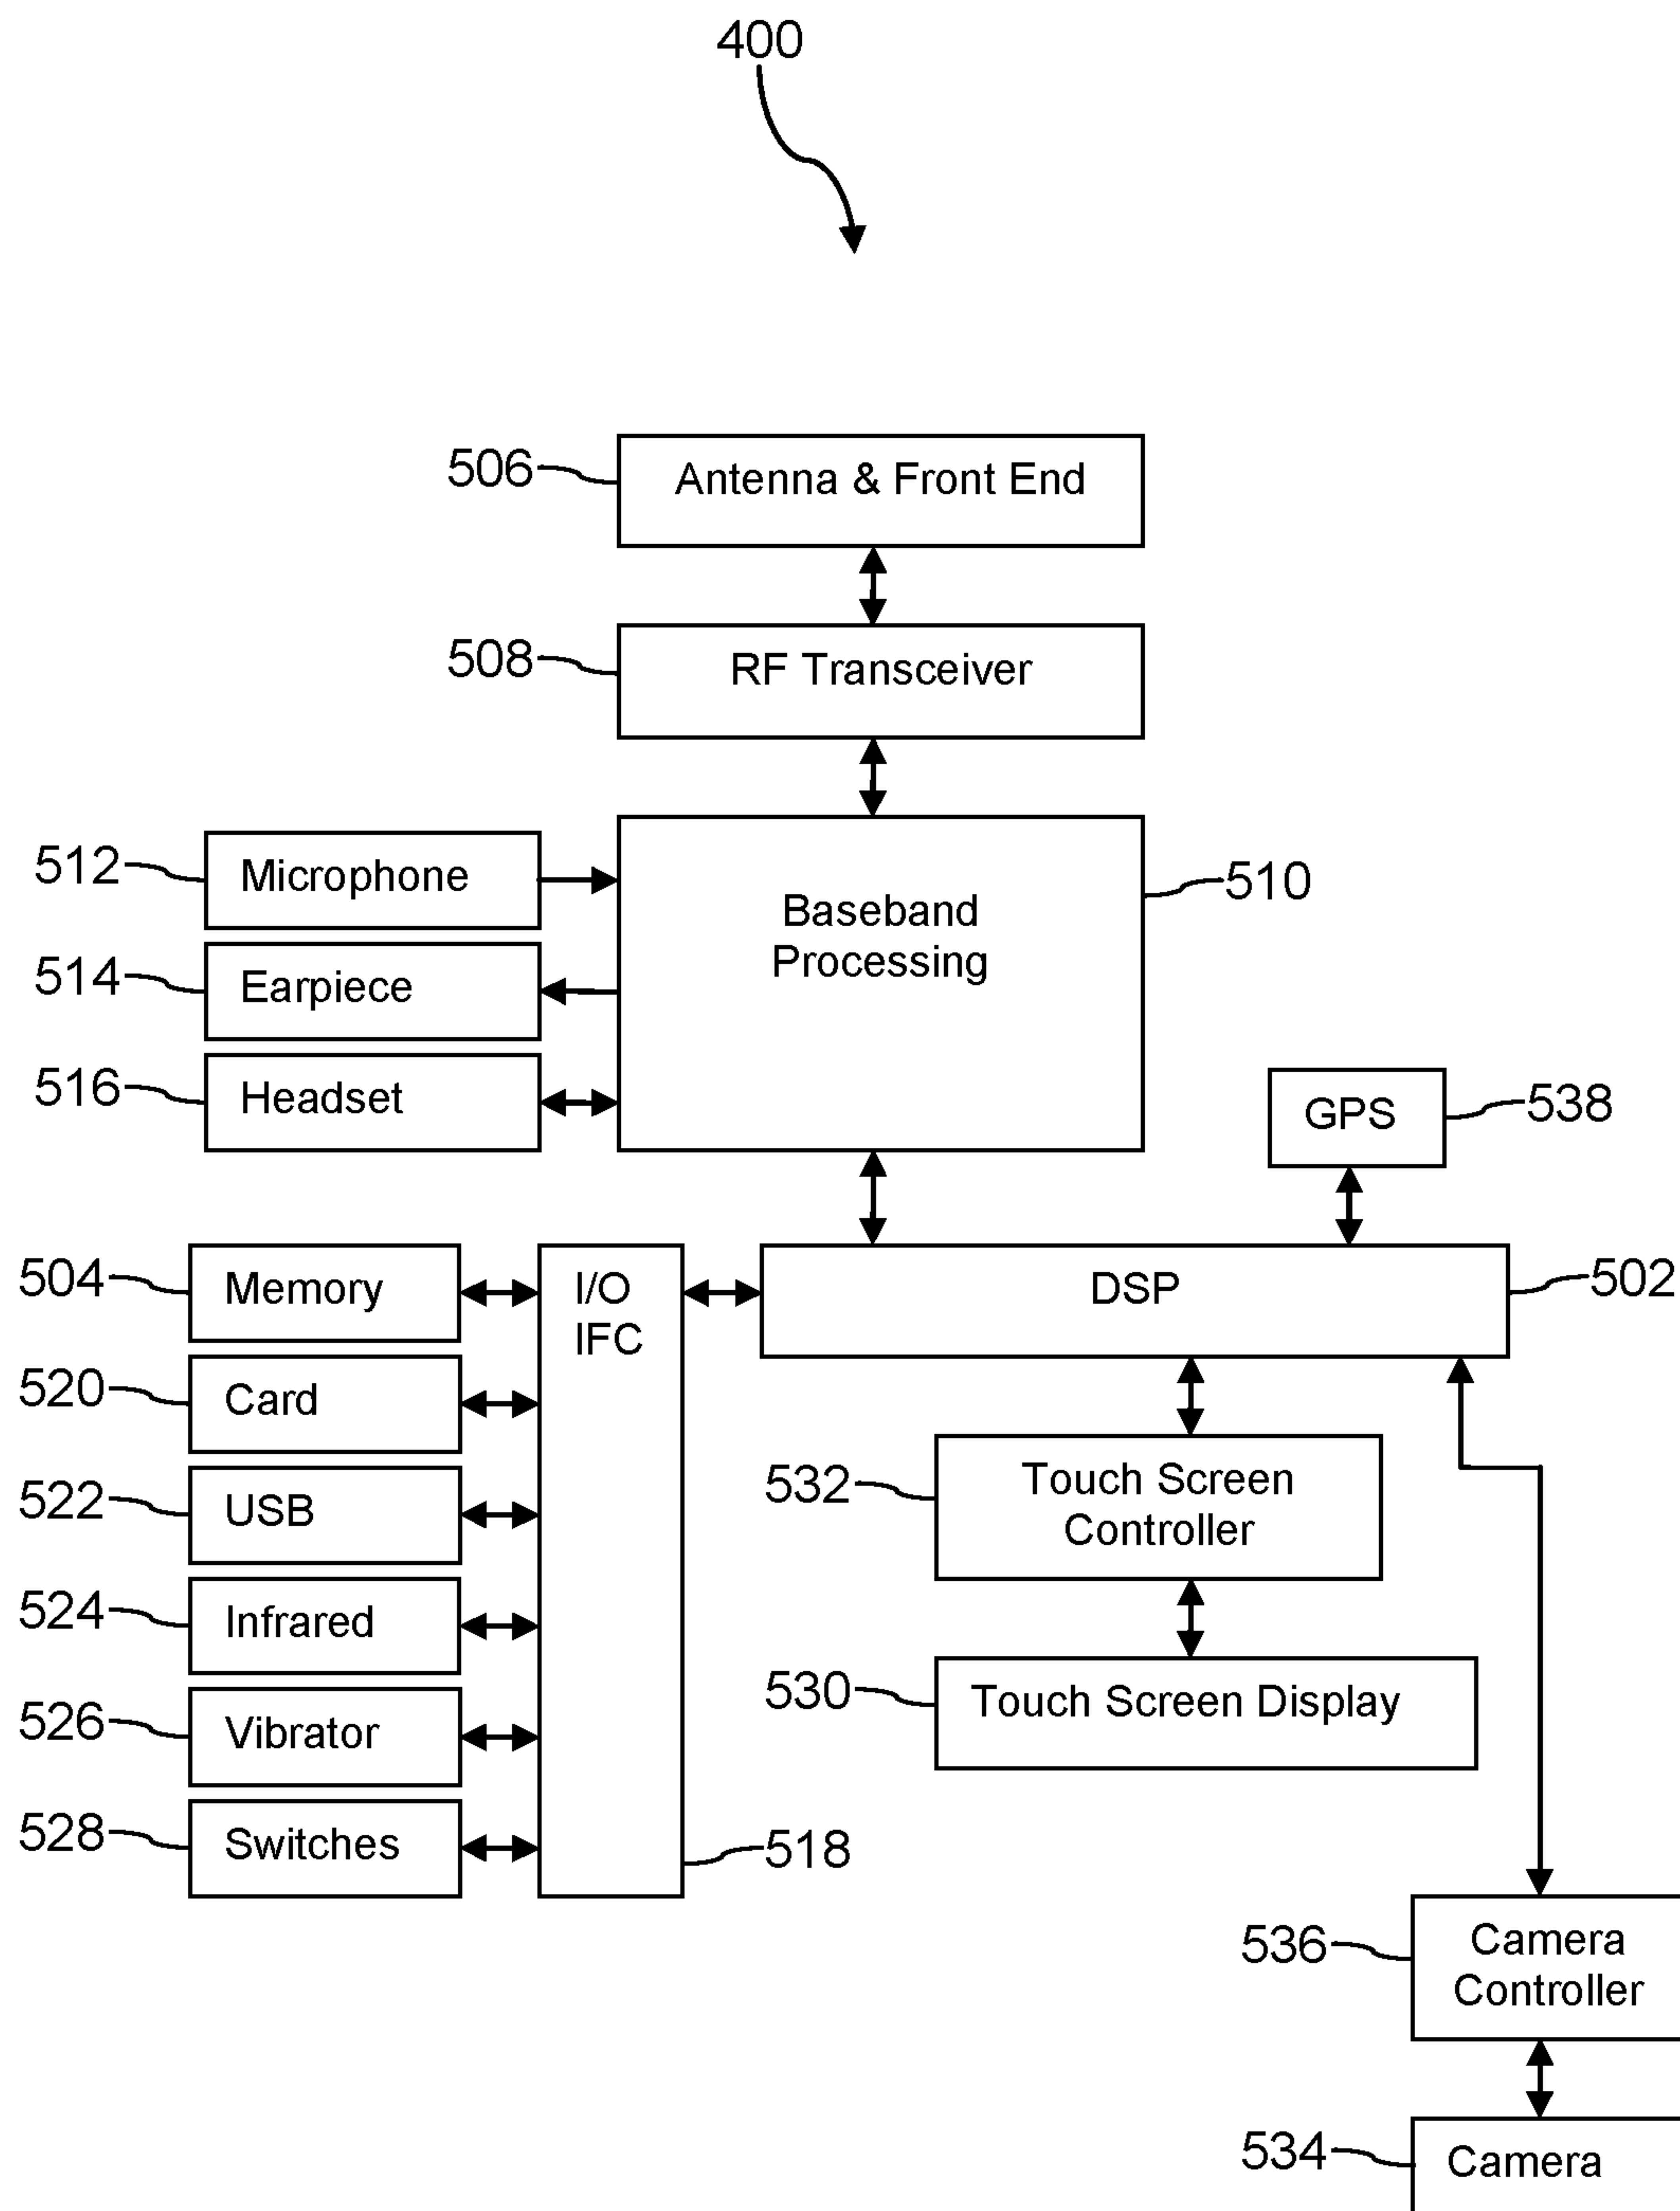 400
506
Antenna & Front End
508
RF Transceiver
512
Microphone
Baseband
Processing
510
514
Earpiece
516
Headset
GPS
538
504
Memory
I/O
IFC
DSP
502
520
Card
522
USB
532
Touch Screen
Controller
524
Infrared
530
Touch Screen Display
526
Vibrator
528
Switches
518
536
Camera
Controller
534
Camera